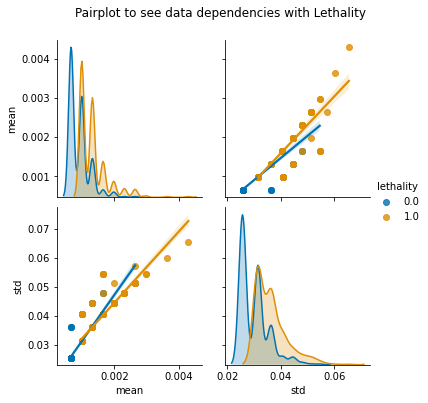 Pairplot to see data dependencies with Lethality
0.004
0.003
0.002
0.001
mean
lethality
0.0
1.0
0.07
0.06
0.05
0.04
0.03
std
0.002
0.004
mean
0.02
0.04
0.06
std